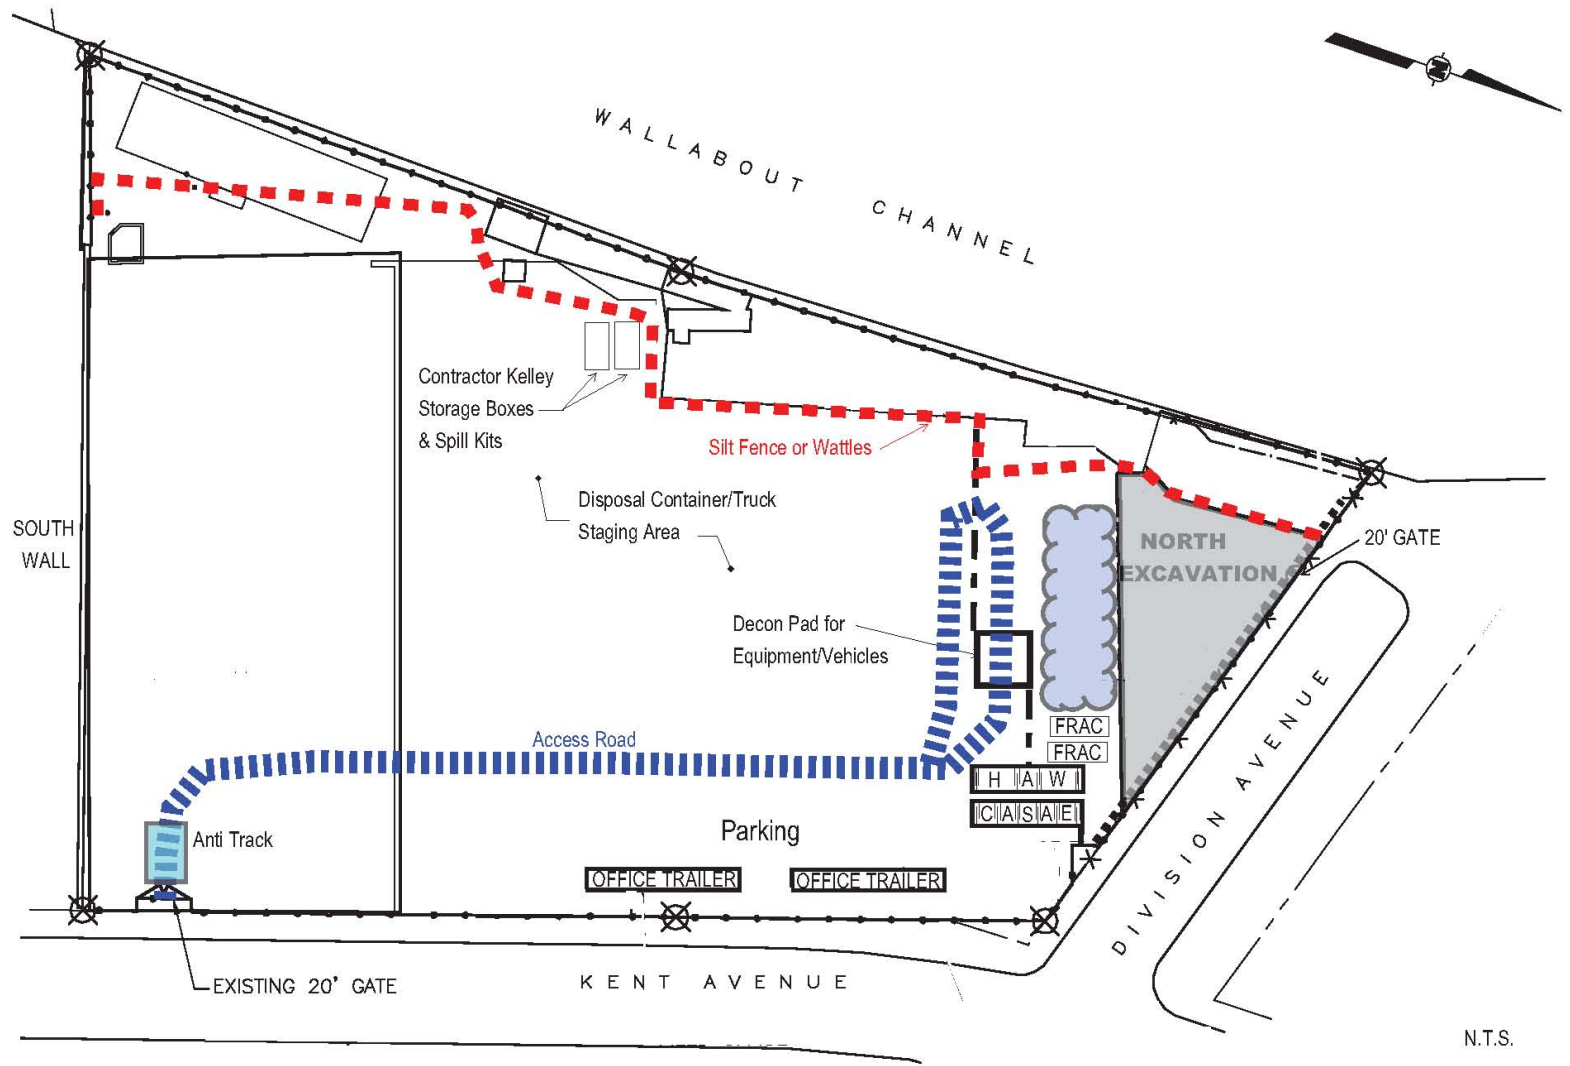 N
WALLABOUT CHANNEL
Contractor Kelley
Storage Boxes
& Spill Kits
Silt Fence or Wattles
Disposal Container/Truck
Staging Area
SOUTH
WALL
NORTH
EXCAVATION
20' GATE
Decon Pad for
Equipment/Vehicles
FRAC
FRAC
Access Road
H A W
CASAE
Anti Track
Parking
OFFICE TRAILER
OFFICE TRAILER
DIVISION AVENUE
EXISTING 20' GATE
KENT AVENUE
N.T.S.